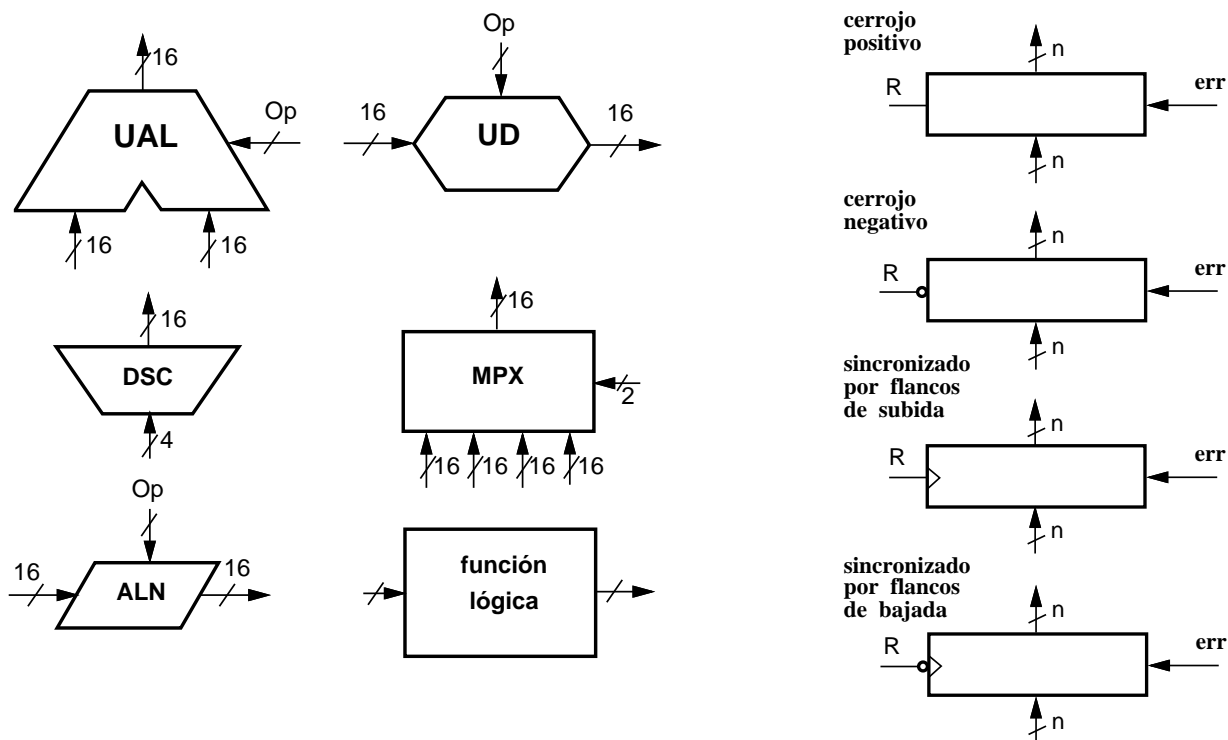 16
UAL
Op
16
16
Op
16
UD
16
16
DSC
4
16
MPX
2
16
16
16
16
Op
16
ALN
16
función
lógica
cerrojo
positivo
n
R
err
n
cerrojo
negativo
n
R
err
n
sincronizado
por flancos
de subida
n
R
err
n
sincronizado
por flancos
de bajada
n
R
err
n